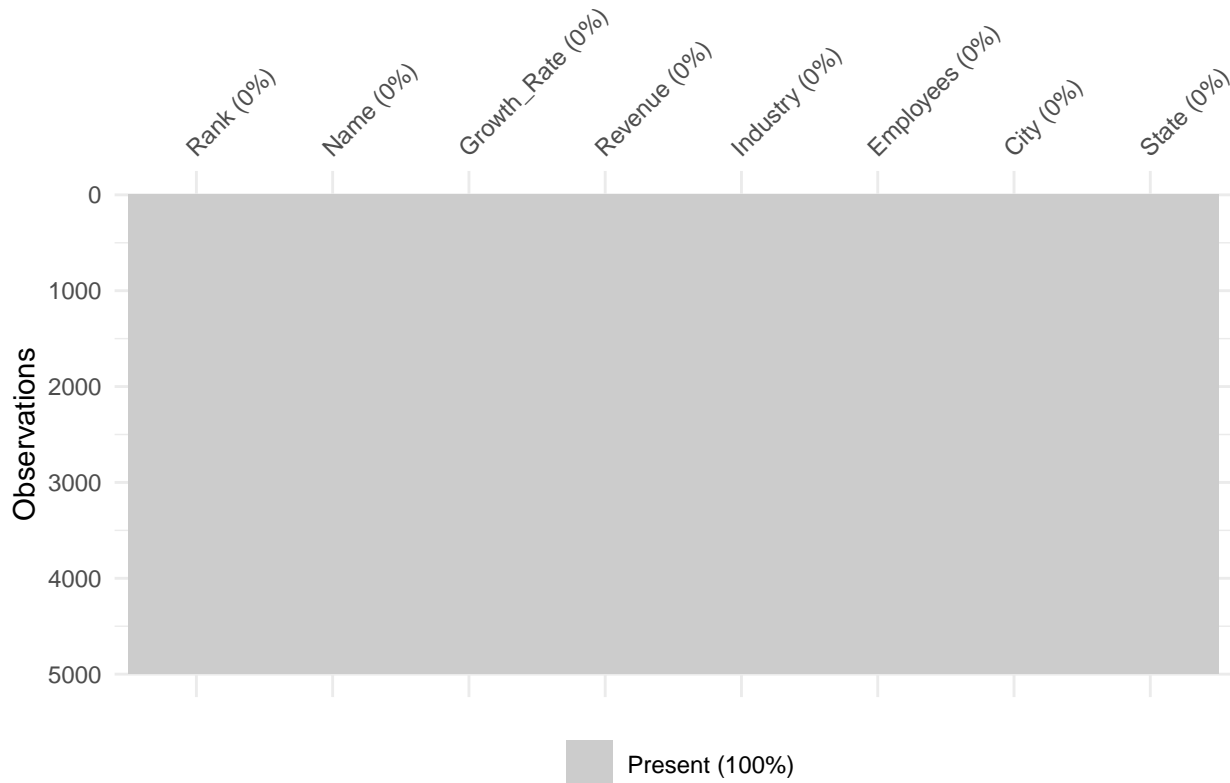 Rank (0%)
Name (0%)
Growth_Rate (0%)
Revenue (0%)
Industry (0%)
Employees (0%)
City (0%)
State (0%)
0
1000
2000
3000
4000
5000
Observations
Present (100%)